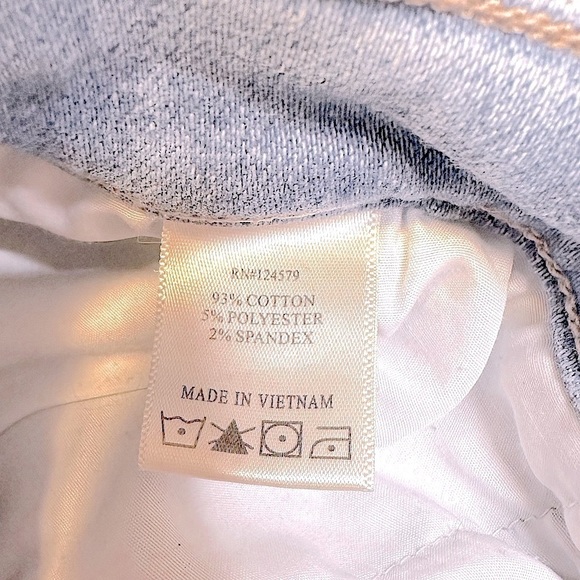 RN#124579
93% COTTON
5% POLYESTER
2% SPANDEX
MADE IN VIETNAM